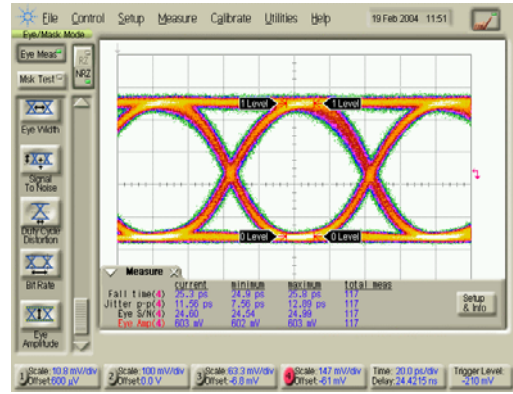 File Control Setup Measure Calibrate Utilities Help 19 Feb 2004 11:51
Eye/Mask Mode
Eye Meas
RZ
NRZ
Msk Test
Eye Width
Signal
To Noise
Duty Cycle
Distortion
Bit Rate
Eye
Amplitude
1 Level 1 Level
0 Level 0 Level
Measure
current minimum maximum total meas
Fall time(4) 25.3 ps 24.9 ps 25.8 ps 117
Jitter p-p(4) 11.56 ps 7.56 ps 12.89 ps 117
Eye S/N(4) 24.60 24.54 24.99 117
Eye Amp(4) 603 mV 602 mV 603 mV 117
Setup
& Info
1 Scale: 10.8 mV/div
Offset:600 µV
2 Scale: 100 mV/div
Offset:0.0 V
3 Scale:63.3 mV/div
Offset:-6.8 mV
4 Scale: 147 mV/div
Offset:-61 mV
Time: 20.0 ps/div
Delay:24.4215 ns
Trigger Level:
-210 mV